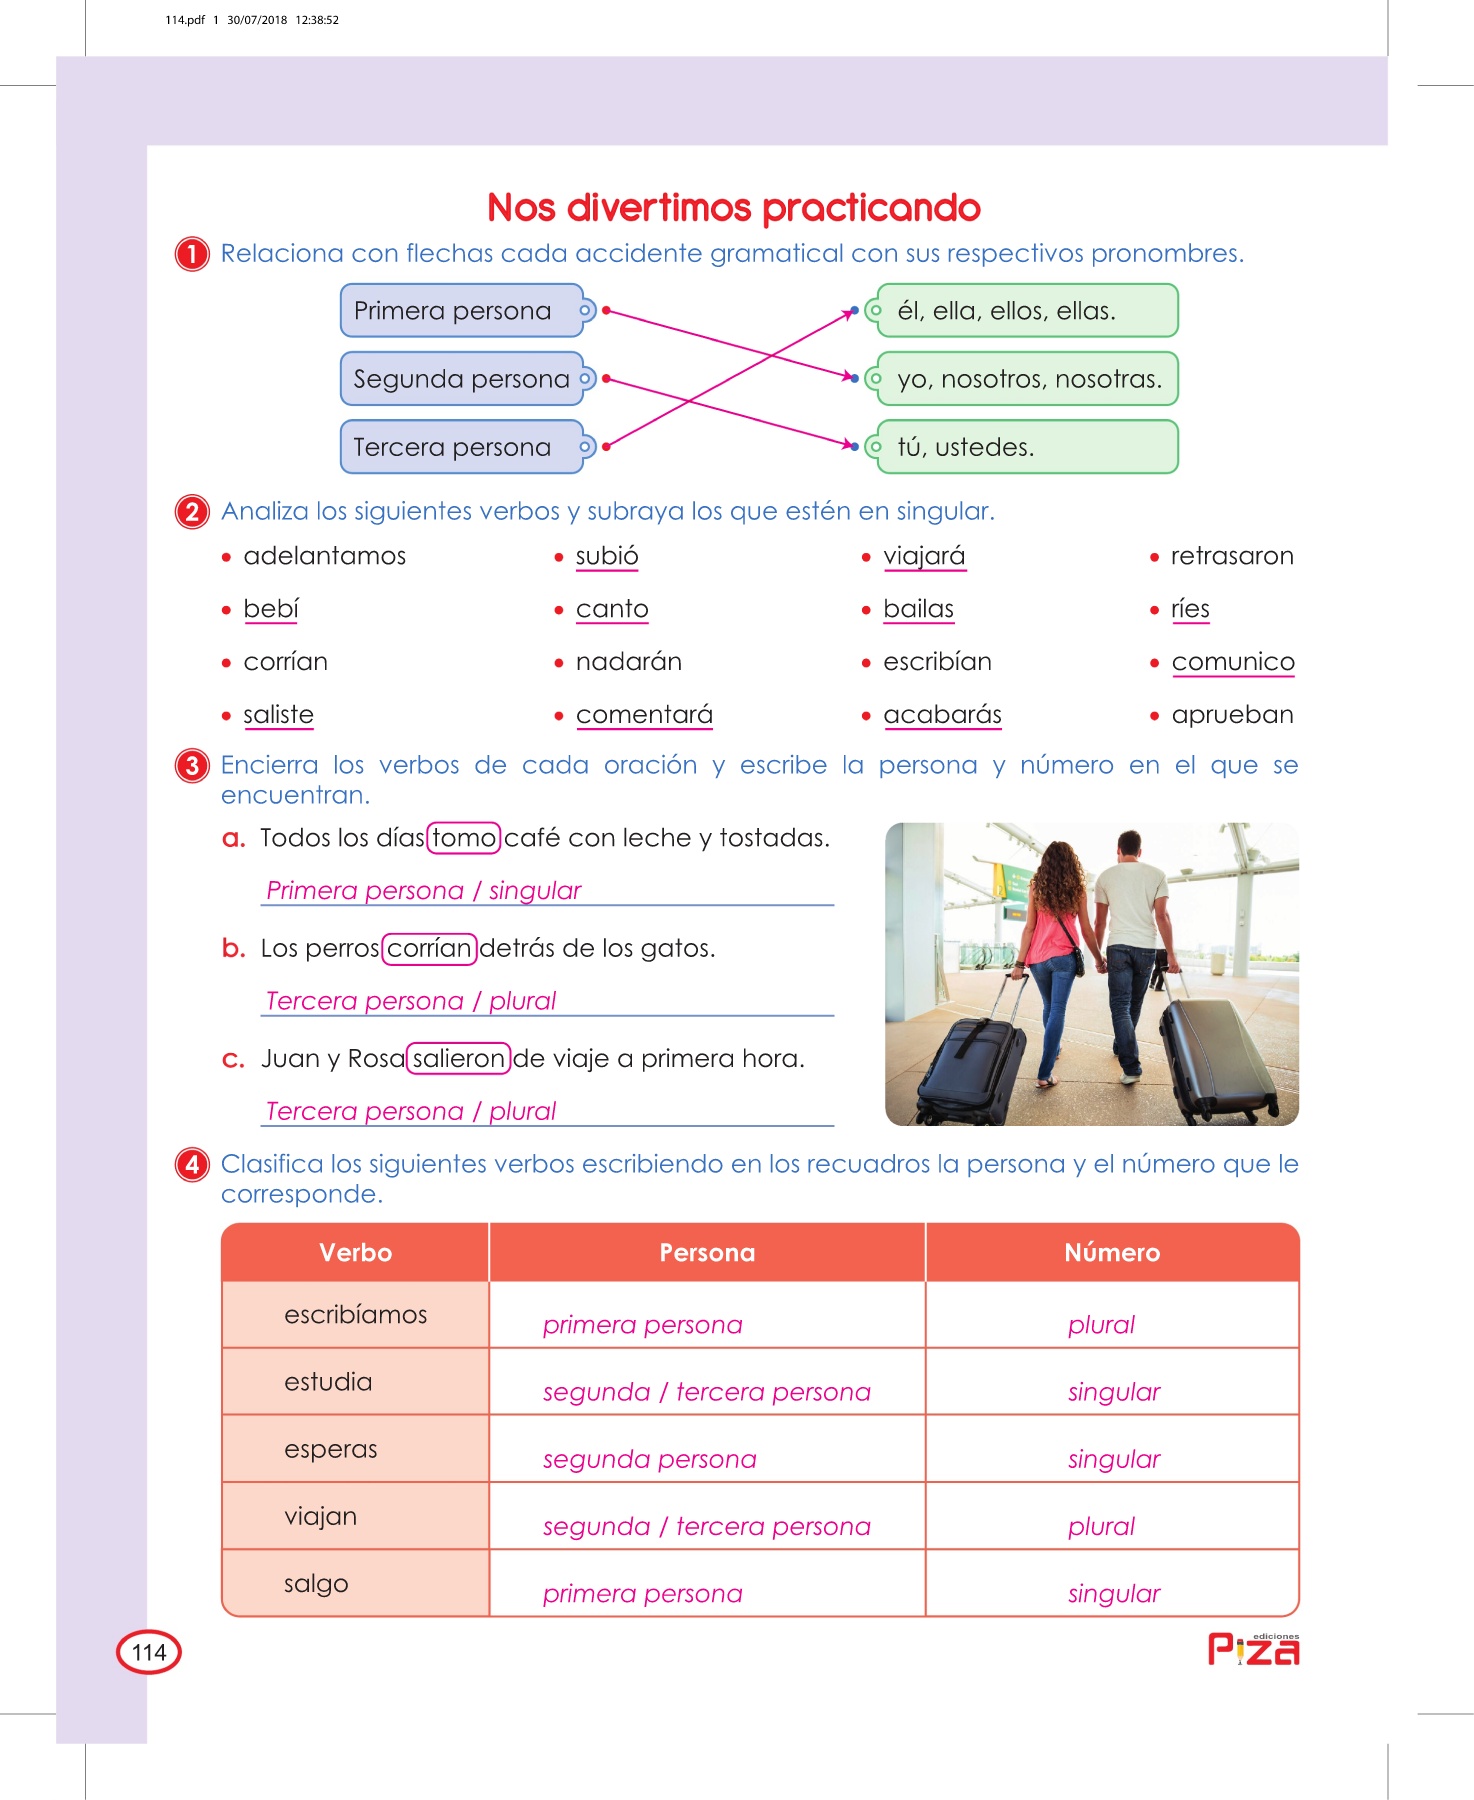 114.pdf 1 30/07/2018 12:38:52
Nos divertimos practicando
1 Relaciona con flechas cada accidente gramatical con sus respectivos pronombres.
Primera persona él, ella, ellos, ellas.
Segunda persona yo, nosotros, nosotras.
Tercera persona tú, ustedes.
2 Analiza los siguientes verbos y subraya los que estén en singular.
• adelantamos • subió • viajará • retrasaron
• bebí • canto • bailas • ríes
• corrían • nadarán • escribían • comunico
• saliste • comentará • acabarás • aprueban
3 Encierra los verbos de cada oración y escribe la persona y número en el que se
encuentran.
a. Todos los días tomo café con leche y tostadas.
Primera persona / singular
b. Los perros corrían detrás de los gatos.
Tercera persona / plural
c. Juan y Rosa salieron de viaje a primera hora.
Tercera persona / plural
4 Clasifica los siguientes verbos escribiendo en los recuadros la persona y el número que le
corresponde.
Verbo Persona Número
escribíamos primera persona plural
estudia segunda / tercera persona singular
esperas segunda persona singular
viajan segunda / tercera persona plural
salgo primera persona singular
114
ediciones
Piza